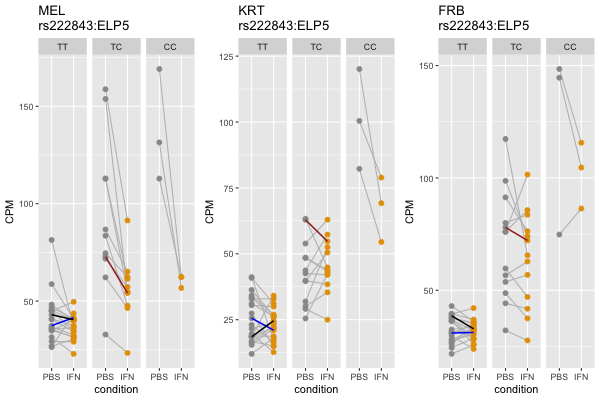 MEL
rs222843:ELP5
TT TC CC
CPM
150
100
50
PBS IFN PBS IFN PBS IFN
condition
KRT
rs222843:ELP5
TT TC CC
CPM
125
100
75
50
25
PBS IFN PBS IFN PBS IFN
condition
FRB
rs222843:ELP5
TT TC CC
CPM
150
100
50
PBS IFN PBS IFN PBS IFN
condition